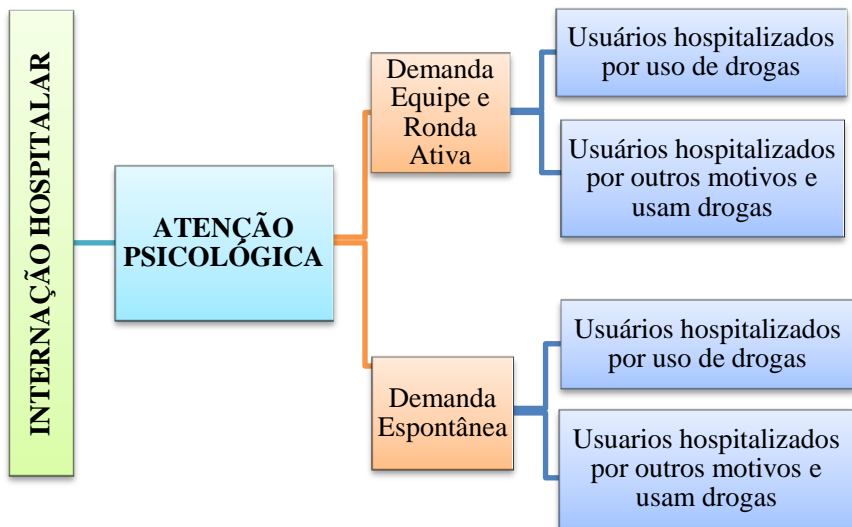 INTERNAÇÃO HOSPITALAR
ATENÇÃO
PSICOLÓGICA
Demanda
Equipe e
Ronda
Ativa
Usuários hospitalizados
por uso de drogas
Usuários hospitalizados
por outros motivos e
usam drogas
Demanda
Espontânea
Usuários hospitalizados
por uso de drogas
Usuarios hospitalizados
por outros motivos e
usam drogas